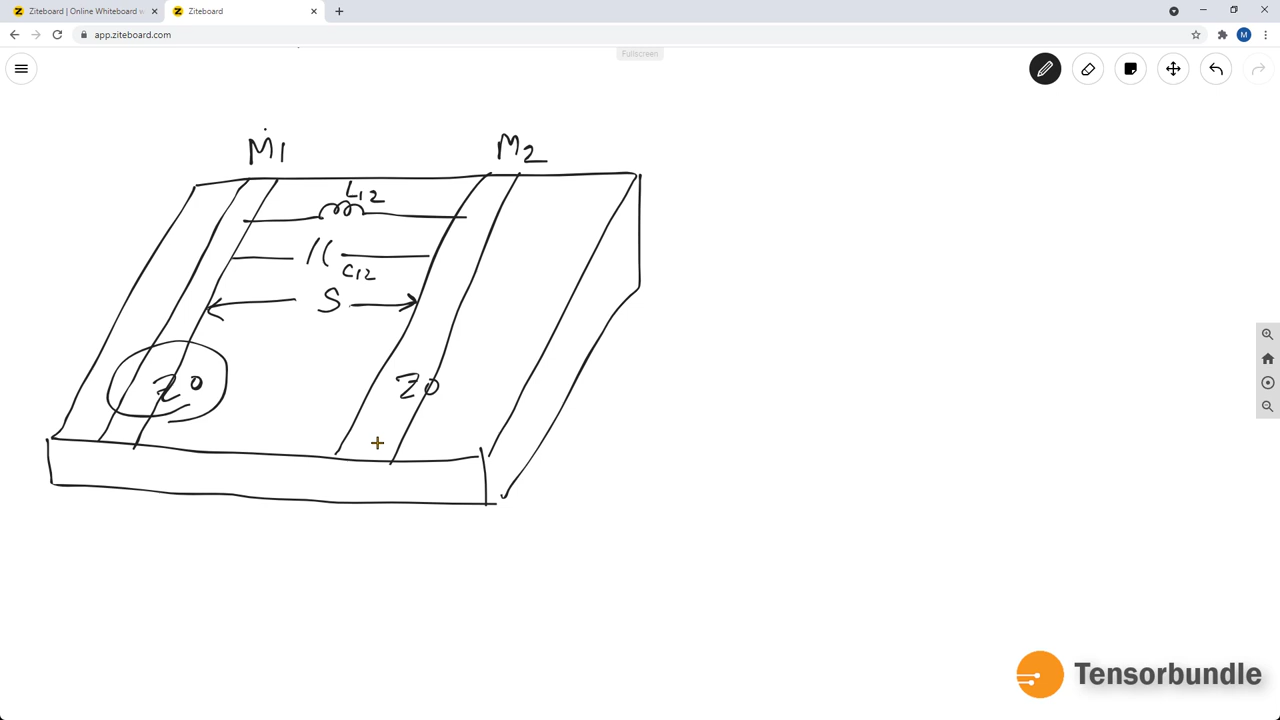 Ziteboard | Online Whiteboard w
Ziteboard
app.ziteboard.com
M
Fullscreen
M1
M2
L12
C12
S
Z0
Z0
Tensorbundle